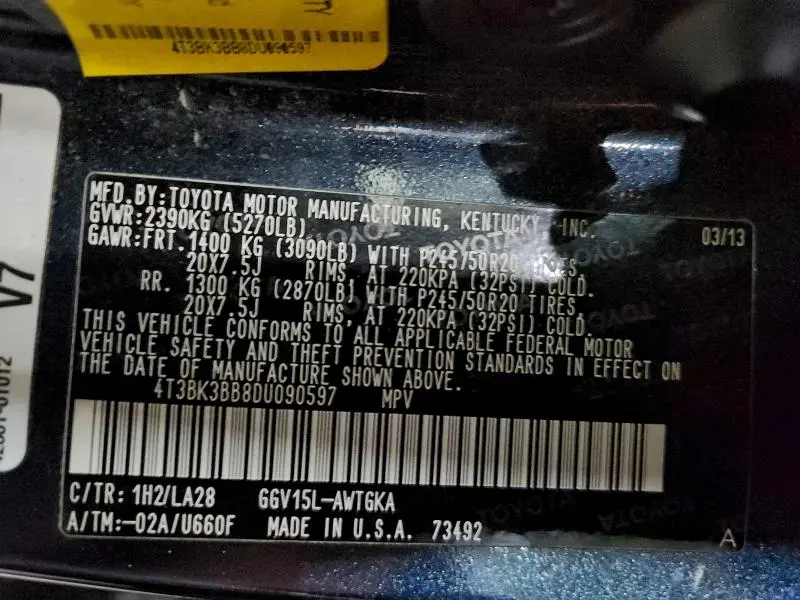 4T3BK3BB8DU090597
V7
MFD.BY:TOYOTA MOTOR MANUFACTURING, KENTUCKY, INC.
03/13
GVWR:2390KG (5270LB)
GAWR:FRT.1400 KG (3090LB) WITH P245/50R20 TIRES,
20X7.5J RIMS, AT 220KPA (32PSI) COLD.
RR. 1300 KG (2870LB) WITH P245/50R20 TIRES,
20X7.5J RIMS, AT 220KPA (32PSI) COLD.
THIS VEHICLE CONFORMS TO ALL APPLICABLE FEDERAL MOTOR
VEHICLE SAFETY AND THEFT PREVENTION STANDARDS IN EFFECT ON
THE DATE OF MANUFACTURE SHOWN ABOVE.
4T3BK3BB8DU090597 MPV
C/TR: 1H2/LA28 GGV15L-AWTGKA
A/TM:-02A/U660F MADE IN U.S.A. 73492
A